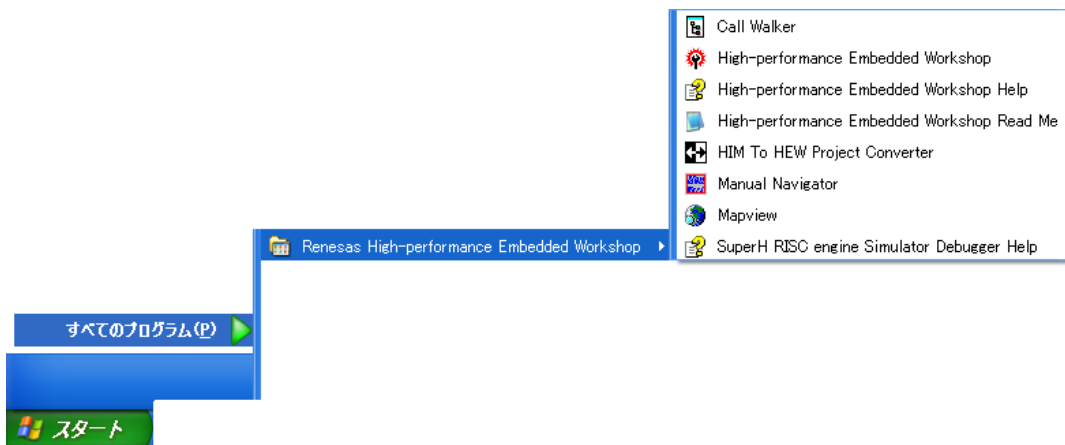 Call Walker
High-performance Embedded Workshop
High-performance Embedded Workshop Help
High-performance Embedded Workshop Read Me
HIM To HEW Project Converter
Manual Navigator
Mapview
SuperH RISC engine Simulator Debugger Help
Renesas High-performance Embedded Workshop
すべてのプログラム(P)
スタート